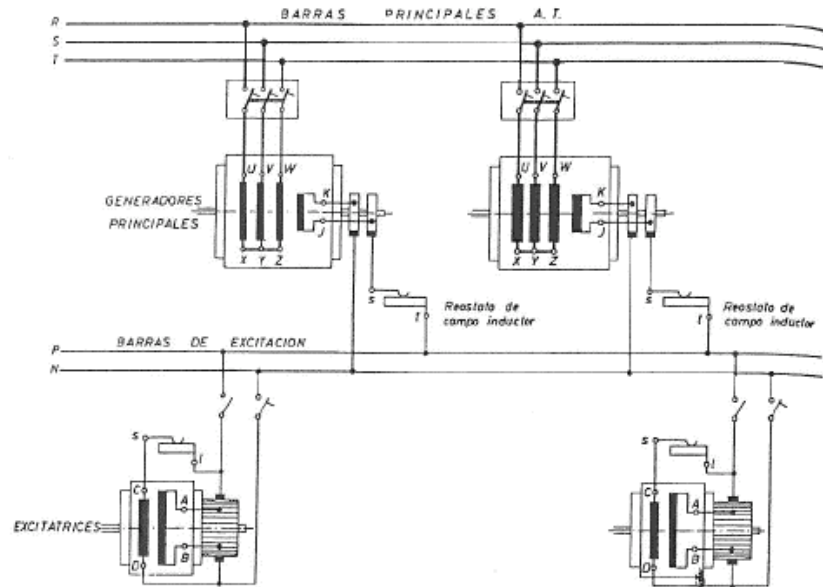 BARRAS PRINCIPALES A.T.
R
S
T
U V W
U V W
GENERADORES
PRINCIPALES
K
J
K
J
X Y Z
X Y Z
s
l
Reostato de
campo inductor
s
l
Reostato de
campo inductor
P
BARRAS DE EXCITACION
N
s
l
s
l
C
A
C
A
EXCITATRICES
B
D
B
D